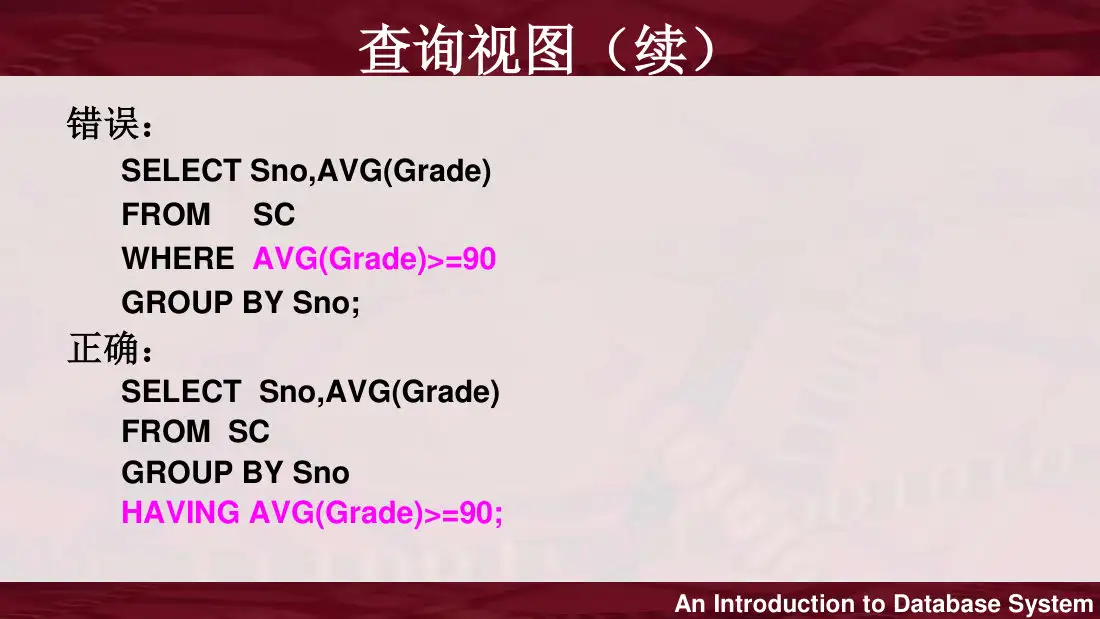 查询视图（续）
错误：
SELECT Sno,AVG(Grade)
FROM SC
WHERE AVG(Grade)>=90
GROUP BY Sno;
正确：
SELECT Sno,AVG(Grade)
FROM SC
GROUP BY Sno
HAVING AVG(Grade)>=90;
An Introduction to Database System